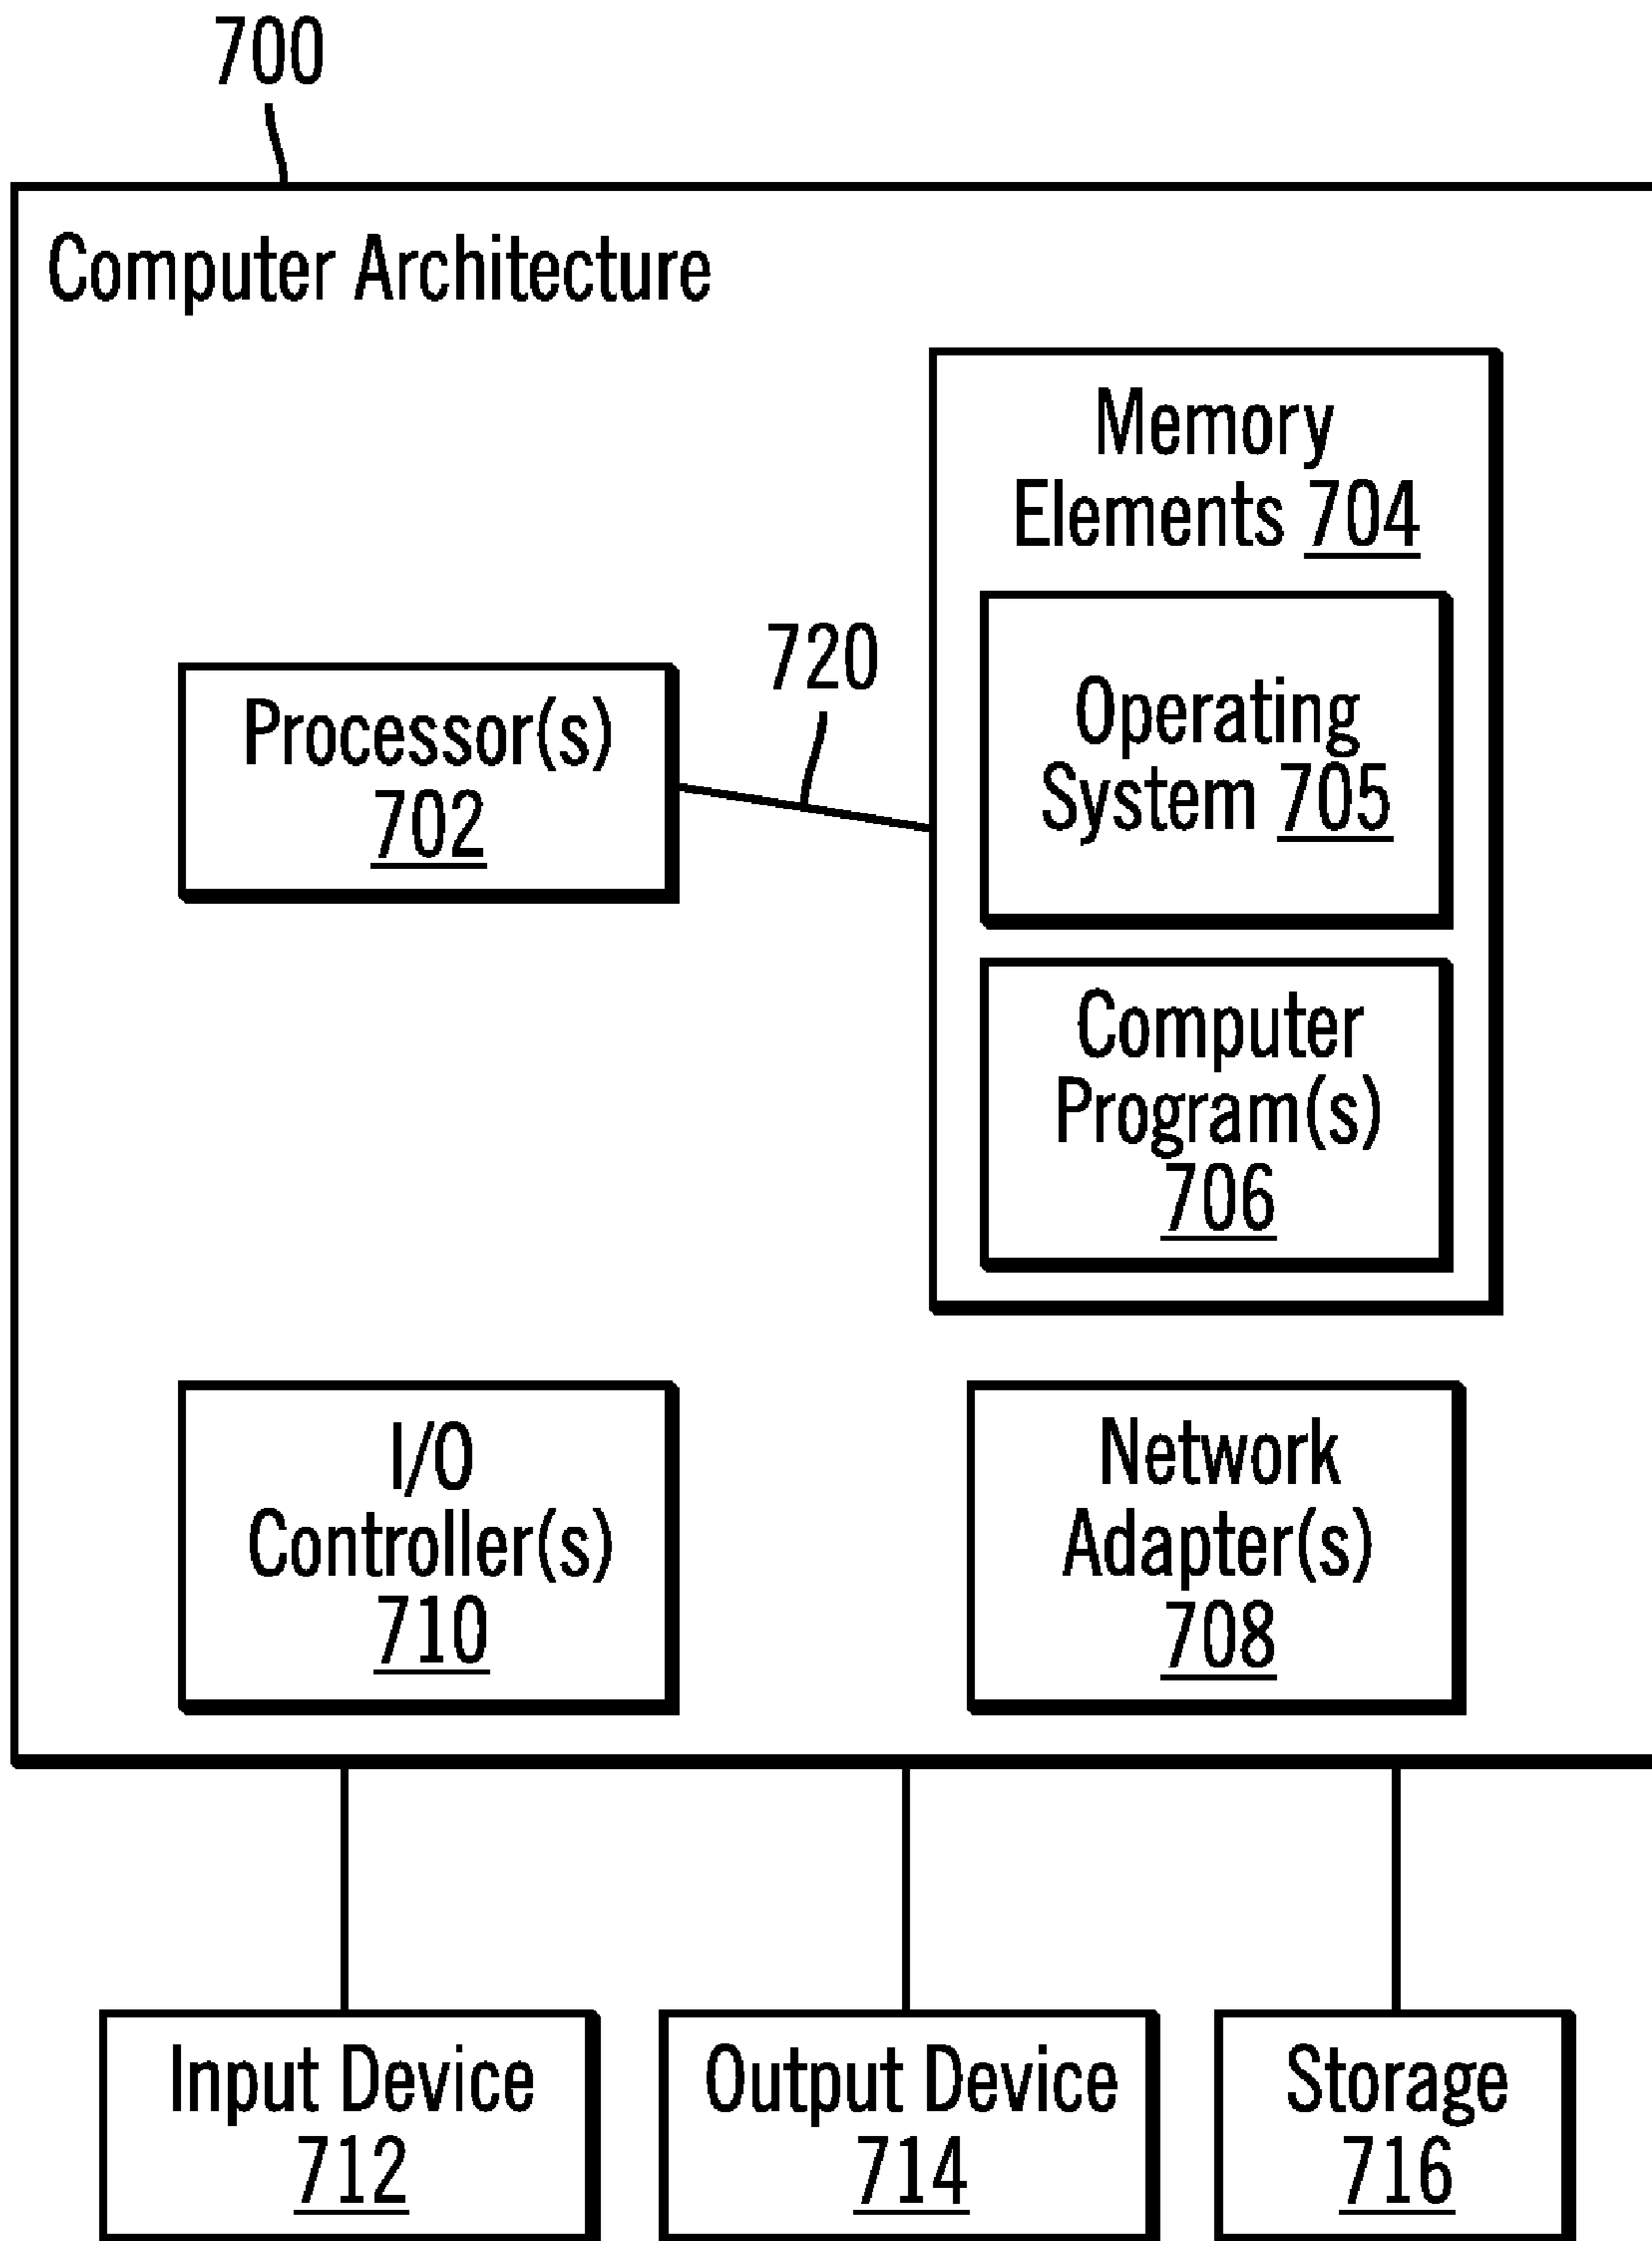 700
Computer Architecture
Memory
Elements 704
720
Operating
System 705
Processor(s)
702
Computer
Program(s)
706
I/O
Controller(s)
710
Network
Adapter(s)
708
Input Device
712
Output Device
714
Storage
716